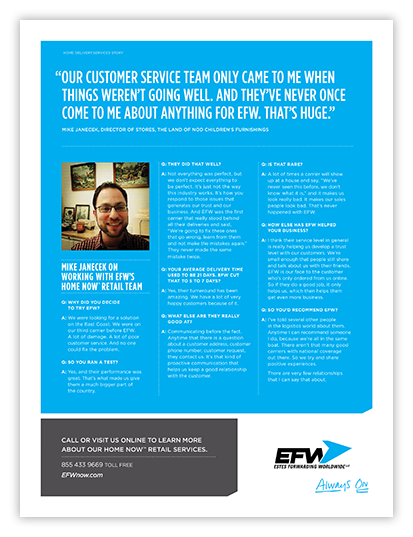 HOME DELIVERY/SERVICES STORY
“OUR CUSTOMER SERVICE TEAM ONLY CAME TO ME WHEN
THINGS WEREN’T GOING WELL. AND THEY’VE NEVER ONCE
COME TO ME ABOUT ANYTHING FOR EFW. THAT’S HUGE.”
MIKE JANECEK, DIRECTOR OF STORES, THE LAND OF NOD CHILDREN’S FURNISHINGS
MIKE JANECEK ON
WORKING WITH EFW’S
HOME NOW™ RETAIL TEAM
Q: WHY DID YOU DECIDE
TO TRY EFW?
A: We were looking for a solution
on the East Coast. We were on
our third carrier before EFW.
A lot of damage. A lot of poor
customer service. And no one
could fix the problem.
Q: SO YOU RAN A TEST?
A: Yes, and their performance was
great. That’s what made us give
them a much bigger part of
the country.
Q: THEY DID THAT WELL?
A: Not everything was perfect, but
we don’t expect everything to
be perfect. It’s just not the way
this industry works. It’s how you
respond to those issues that
generates our trust and our
business. And EFW was the first
carrier that really stood behind
all their deliveries and said,
“We’re going to fix these ones
that go wrong, learn from them
and not make the mistakes again.”
They never made the same
mistake twice.
Q: YOUR AVERAGE DELIVERY TIME
USED TO BE 21 DAYS. EFW CUT
THAT TO 5 TO 7 DAYS?
A: Yes, their turnaround has been
amazing. We have a lot of very
happy customers because of it.
Q: WHAT ELSE ARE THEY REALLY
GOOD AT?
A: Communicating before the fact.
Anytime that there is a question
about a customer address, customer
phone number, customer request,
they contact us. It’s that kind of
proactive communication that
helps us keep a good relationship
with the customer.
Q: IS THAT RARE?
A: A lot of times a carrier will show
up at a house and say, “We’ve
never seen this before, we don’t
know what it is,” and it makes us
look really bad. It makes our sales
people look bad. That’s never
happened with EFW.
Q: HOW ELSE HAS EFW HELPED
YOUR BUSINESS?
A: I think their service level in general
is really helping us develop a trust
level with our customers. We’re
small enough that people still share
and talk about us with their friends.
EFW is our face to the customer
who’s only ordered from us online.
So if they do a good job, it only
helps us, which then helps them
get even more business.
Q: SO YOU’D RECOMMEND EFW?
A: I’ve told several other people
in the logistics world about them.
Anytime I can recommend someone
I do, because we’re all in the same
boat. There aren’t that many good
carriers with national coverage
out there. So we try and share
positive experiences.
There are very few relationships
that I can say that about.
CALL OR VISIT US ONLINE TO LEARN MORE
ABOUT OUR HOME NOW™ RETAIL SERVICES.
855 433 9669 TOLL FREE
EFWnow.com
EFW
ESTES FORWARDING WORLDWIDE LLC
Always On